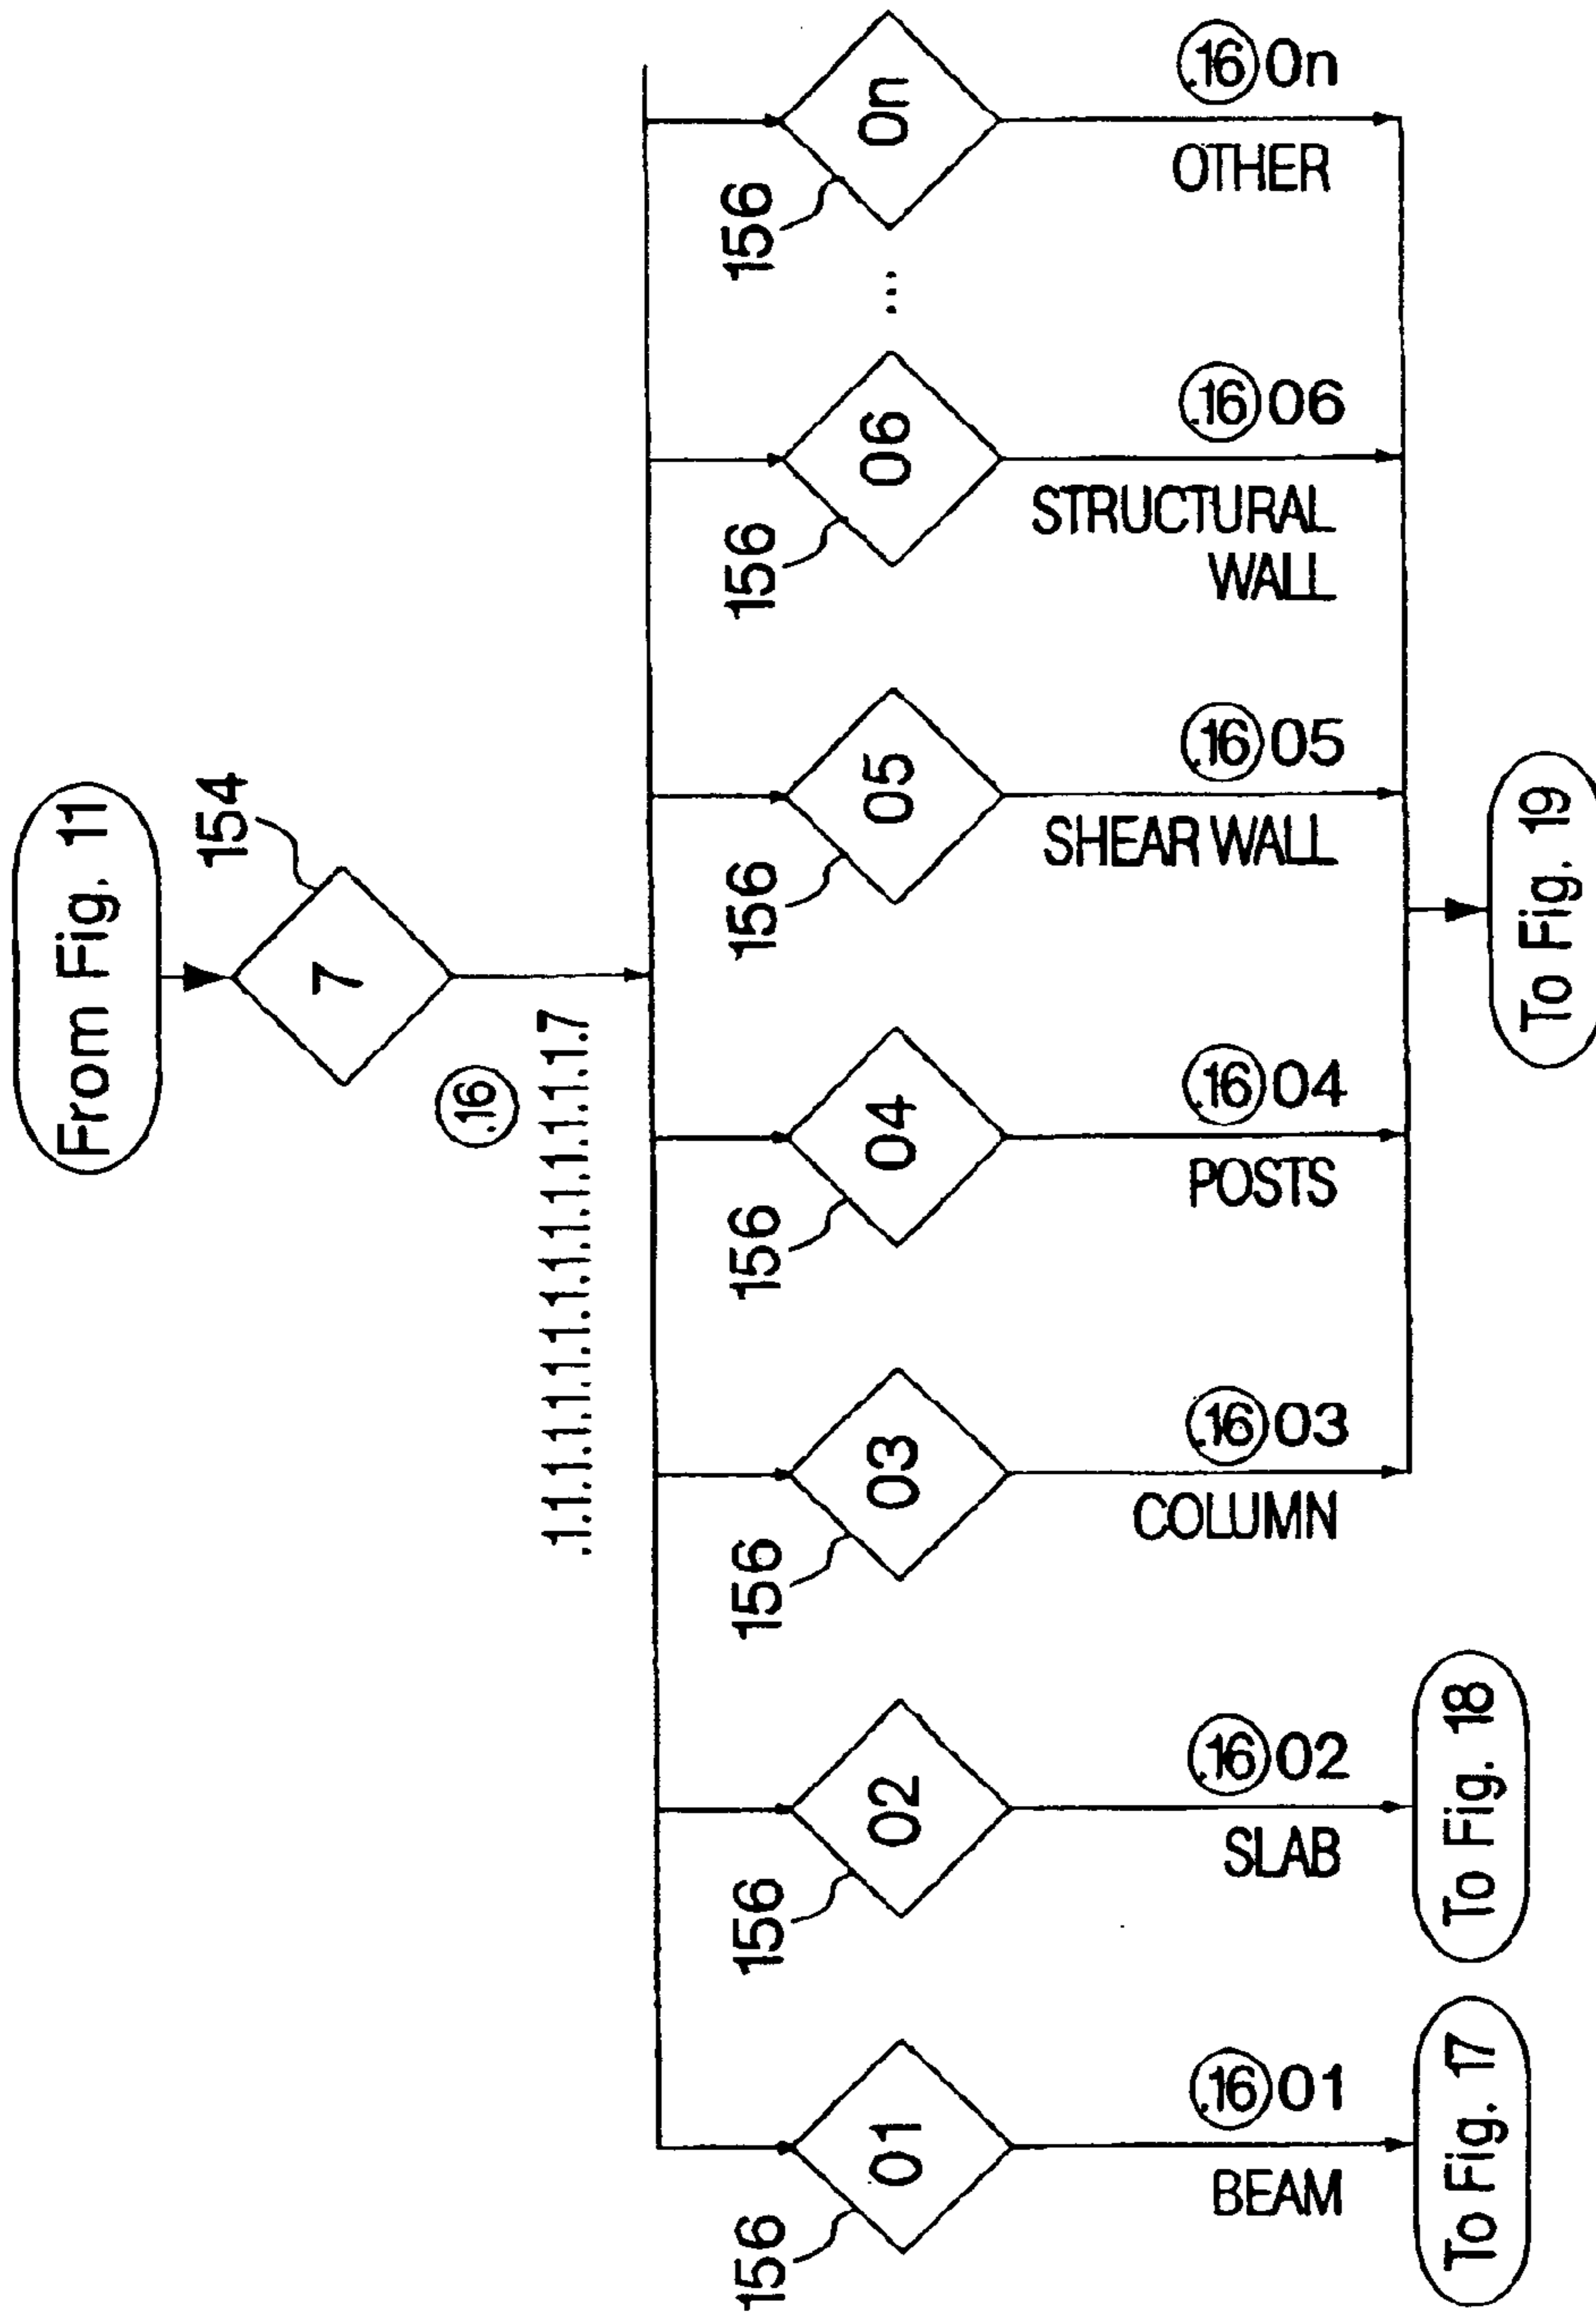 From Fig. 11
154
7
.16
.1.1.1.1.1.1.1.1.1.1.1.1.1.1.1.7
156
156
156
156
156
156
156
01
02
03
04
05
06
...
0n
.16 01
.16 02
.16 03
.16 04
.16 05
.16 06
.16 0n
BEAM
SLAB
COLUMN
POSTS
SHEAR WALL
STRUCTURAL
WALL
OTHER
To Fig. 17
To Fig. 18
To Fig. 19